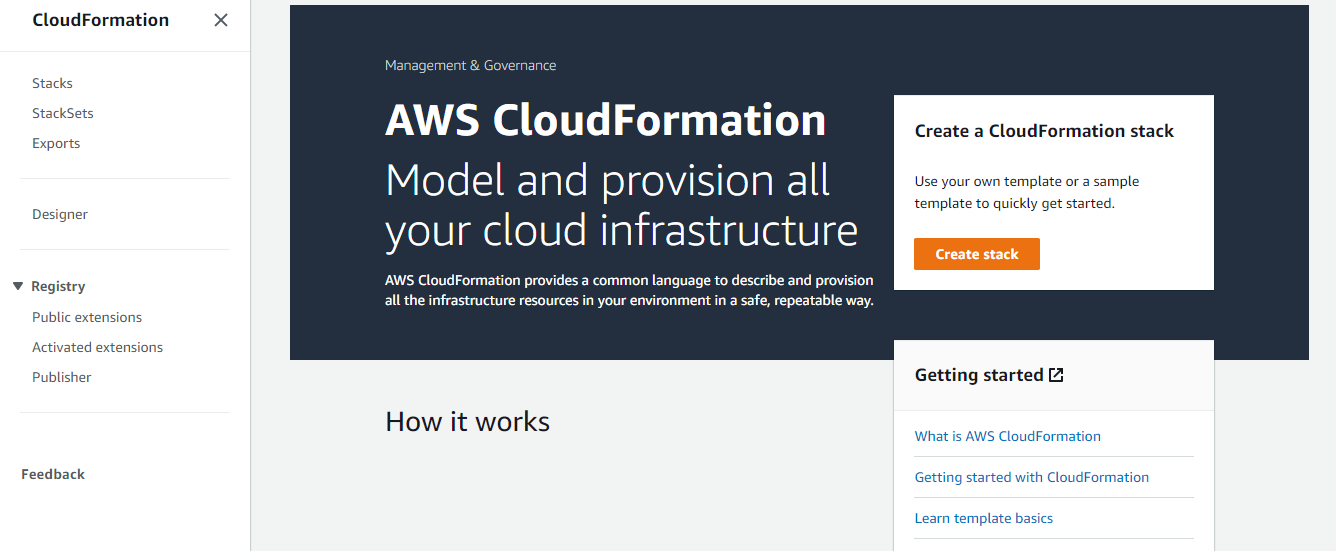 CloudFormation
Stacks
StackSets
Exports
Designer
Registry
Public extensions
Activated extensions
Publisher
Feedback
Management & Governance
AWS CloudFormation
Model and provision all
your cloud infrastructure
AWS CloudFormation provides a common language to describe and provision
all the infrastructure resources in your environment in a safe, repeatable way.
Create a CloudFormation stack
Use your own template or a sample
template to quickly get started.
Create stack
How it works
Getting started
What is AWS CloudFormation
Getting started with CloudFormation
Learn template basics